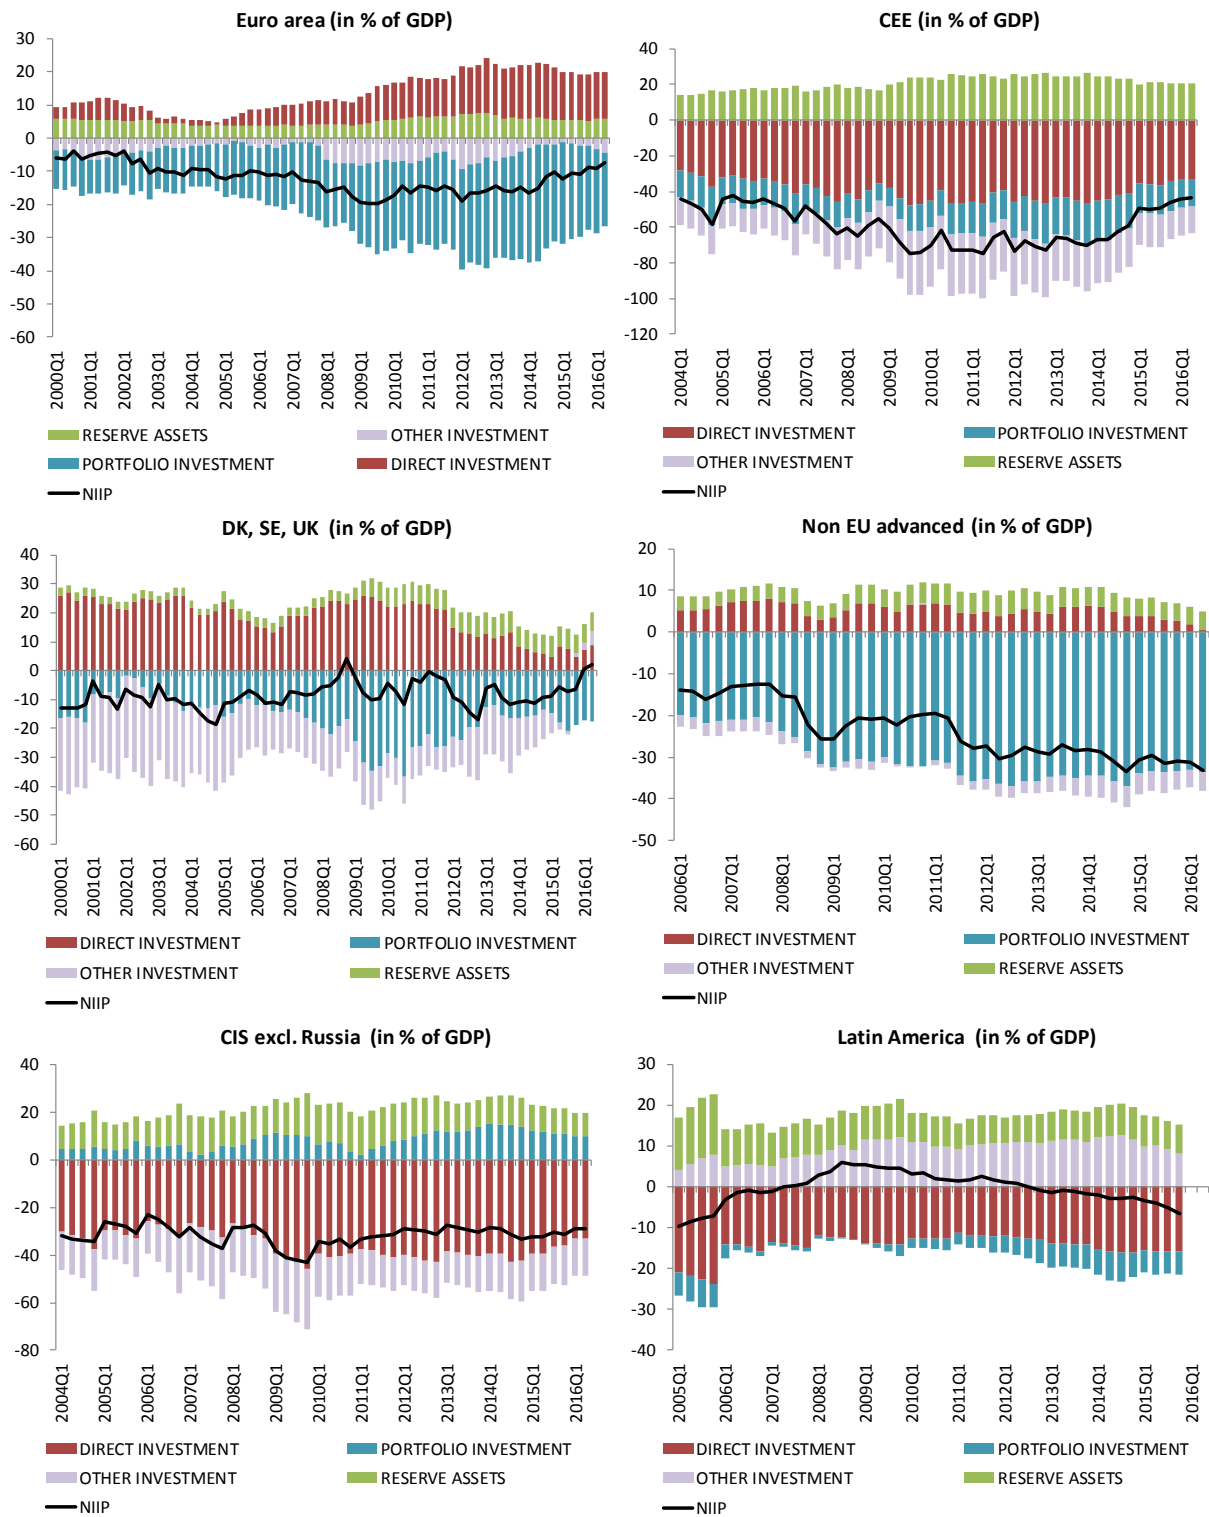 Euro area (in % of GDP)
30
20
10
0
-10
-20
-30
-40
-50
-60
2000Q1
2001Q1
2002Q1
2003Q1
2004Q1
2005Q1
2006Q1
2007Q1
2008Q1
2009Q1
2010Q1
2011Q1
2012Q1
2013Q1
2014Q1
2015Q1
2016Q1
RESERVE ASSETS
OTHER INVESTMENT
PORTFOLIO INVESTMENT
DIRECT INVESTMENT
NIIP
CEE (in % of GDP)
40
20
0
-20
-40
-60
-80
-100
-120
2004Q1
2005Q1
2006Q1
2007Q1
2008Q1
2009Q1
2010Q1
2011Q1
2012Q1
2013Q1
2014Q1
2015Q1
2016Q1
DIRECT INVESTMENT
PORTFOLIO INVESTMENT
OTHER INVESTMENT
RESERVE ASSETS
NIIP
DK, SE, UK (in % of GDP)
40
30
20
10
0
-10
-20
-30
-40
-50
-60
2000Q1
2001Q1
2002Q1
2003Q1
2004Q1
2005Q1
2006Q1
2007Q1
2008Q1
2009Q1
2010Q1
2011Q1
2012Q1
2013Q1
2014Q1
2015Q1
2016Q1
DIRECT INVESTMENT
PORTFOLIO INVESTMENT
OTHER INVESTMENT
RESERVE ASSETS
NIIP
Non EU advanced (in % of GDP)
20
10
0
-10
-20
-30
-40
-50
2006Q1
2007Q1
2008Q1
2009Q1
2010Q1
2011Q1
2012Q1
2013Q1
2014Q1
2015Q1
2016Q1
DIRECT INVESTMENT
PORTFOLIO INVESTMENT
OTHER INVESTMENT
RESERVE ASSETS
NIIP
CIS excl. Russia (in % of GDP)
40
20
0
-20
-40
-60
-80
2004Q1
2005Q1
2006Q1
2007Q1
2008Q1
2009Q1
2010Q1
2011Q1
2012Q1
2013Q1
2014Q1
2015Q1
2016Q1
DIRECT INVESTMENT
PORTFOLIO INVESTMENT
OTHER INVESTMENT
RESERVE ASSETS
NIIP
Latin America (in % of GDP)
30
20
10
0
-10
-20
-30
-40
2005Q1
2006Q1
2007Q1
2008Q1
2009Q1
2010Q1
2011Q1
2012Q1
2013Q1
2014Q1
2015Q1
2016Q1
DIRECT INVESTMENT
PORTFOLIO INVESTMENT
OTHER INVESTMENT
RESERVE ASSETS
NIIP